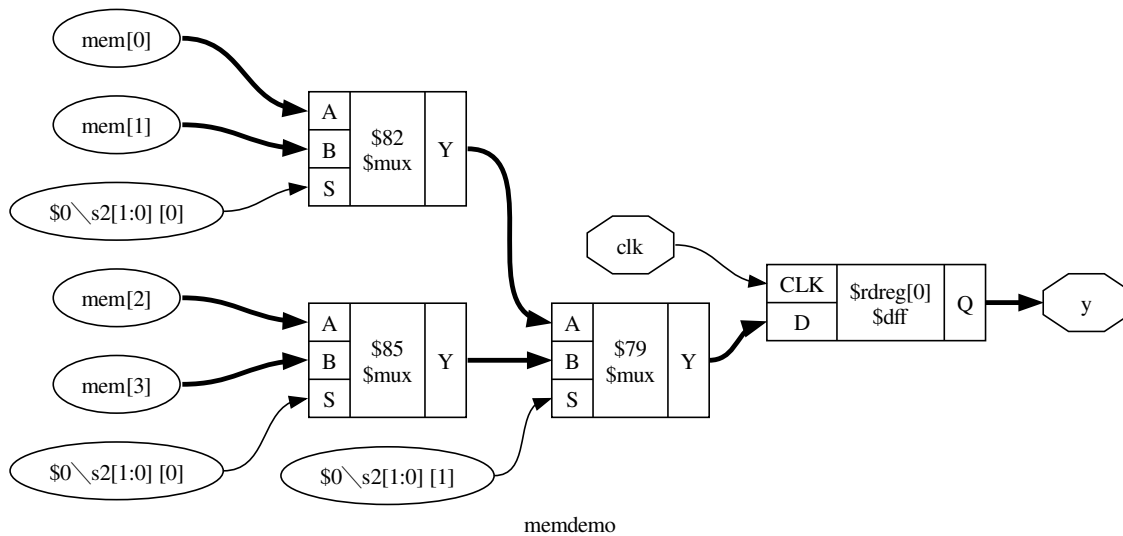 mem[0]
mem[1]
$0\s2[1:0] [0]
A
B
S
$82
$mux
Y
mem[2]
mem[3]
$0\s2[1:0] [0]
A
B
S
$85
$mux
Y
$0\s2[1:0] [1]
A
B
S
$79
$mux
Y
clk
CLK
D
$rdreg[0]
$dff
Q
y
memdemo